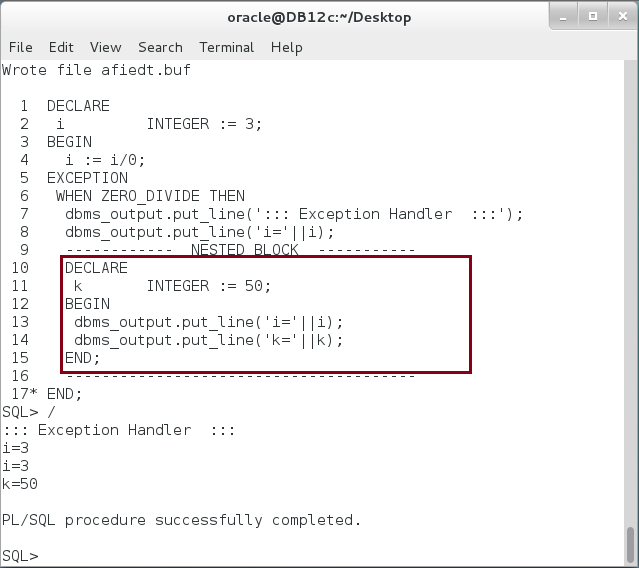 oracle@DB12c:~/Desktop
File Edit View Search Terminal Help
Wrote file afiedt.buf
1 DECLARE
2 i INTEGER := 3;
3 BEGIN
4 i := i/0;
5 EXCEPTION
6 WHEN ZERO_DIVIDE THEN
7 dbms_output.put_line('::: Exception Handler :::');
8 dbms_output.put_line('i='||i);
9 ------------ NESTED BLOCK -----------
10 DECLARE
11 k INTEGER := 50;
12 BEGIN
13 dbms_output.put_line('i='||i);
14 dbms_output.put_line('k='||k);
15 END;
16 ---------------------------------------
17* END;
SQL> /
::: Exception Handler :::
i=3
i=3
k=50
PL/SQL procedure successfully completed.
SQL>